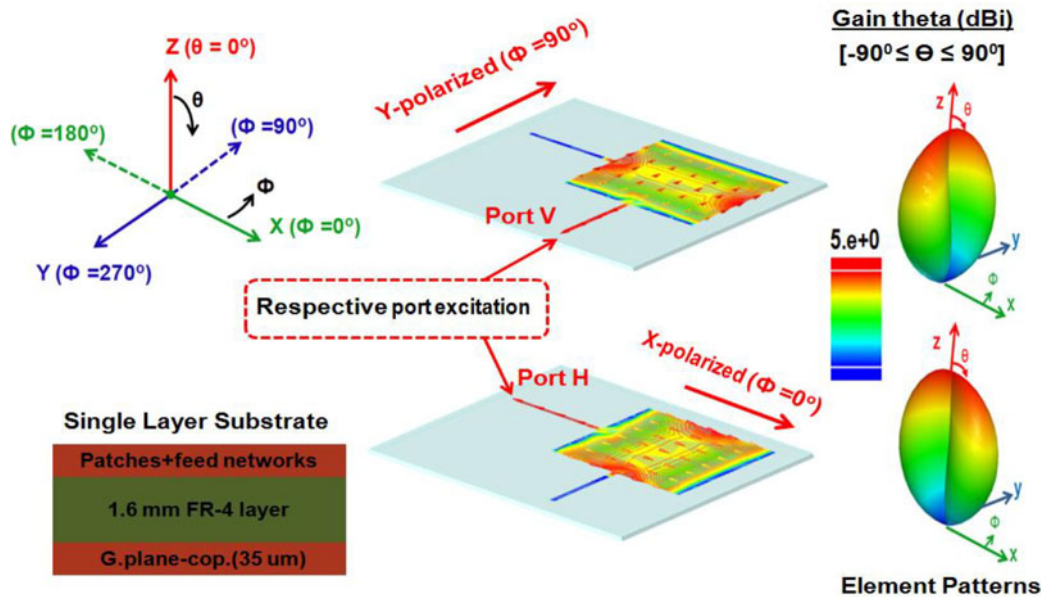 Z (θ = 0º)
θ
(Φ =180º)
(Φ =90º)
Φ
X (Φ=0º)
Y (Φ =270º)
Y-polarized (Φ =90º)
Port V
Respective port excitation
Port H
X-polarized (Φ =0º)
Single Layer Substrate
Patches+feed networks
1.6 mm FR-4 layer
G.plane-cop.(35 um)
Gain theta (dBi)
[-90º ≤ Θ ≤ 90º]
z
θ
y
Φ
x
5.e+0
z
θ
y
Φ
x
Element Patterns